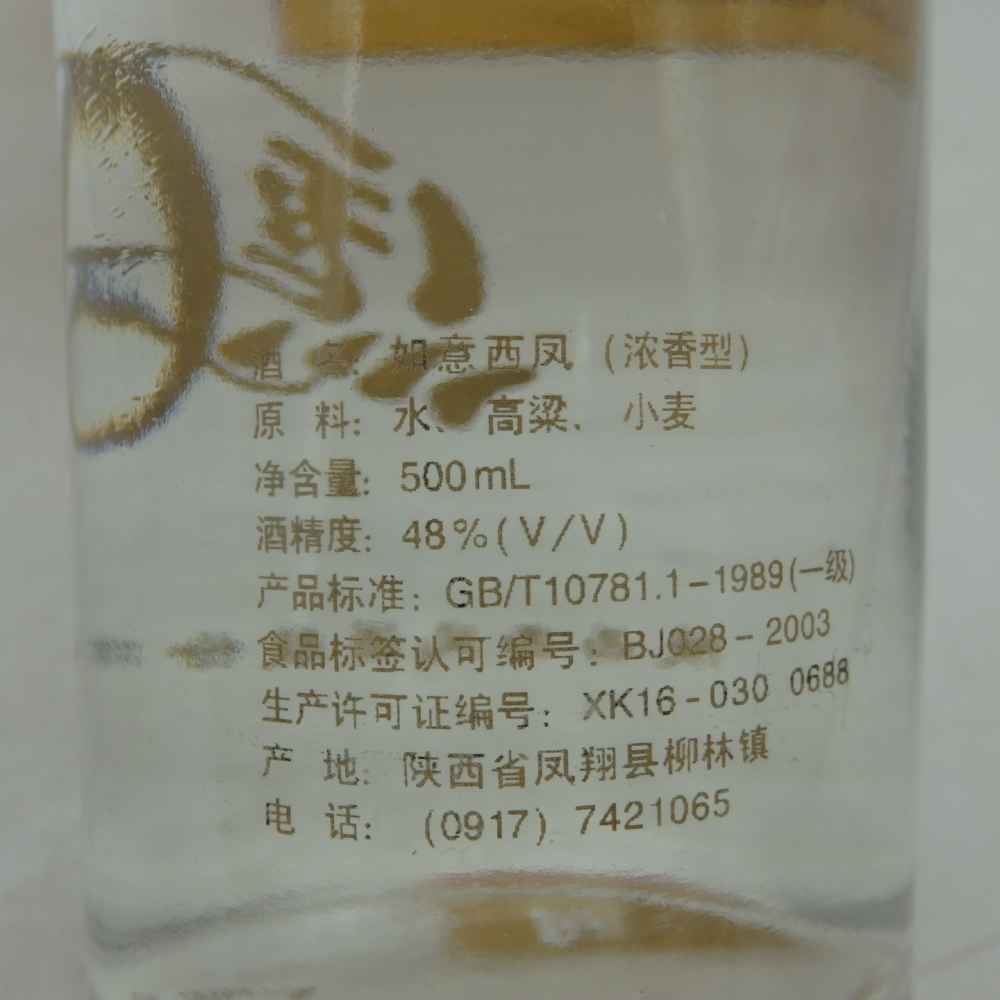 酒 名: 如意西凤 (浓香型)
原 料: 水、高粱、小麦
净含量: 500mL
酒精度: 48%(V/V)
产品标准: GB/T10781.1-1989(一级)
食品标签认可编号: BJ028-2003
生产许可证编号: XK16-030 0688
产 地: 陕西省凤翔县柳林镇
电 话: (0917) 7421065